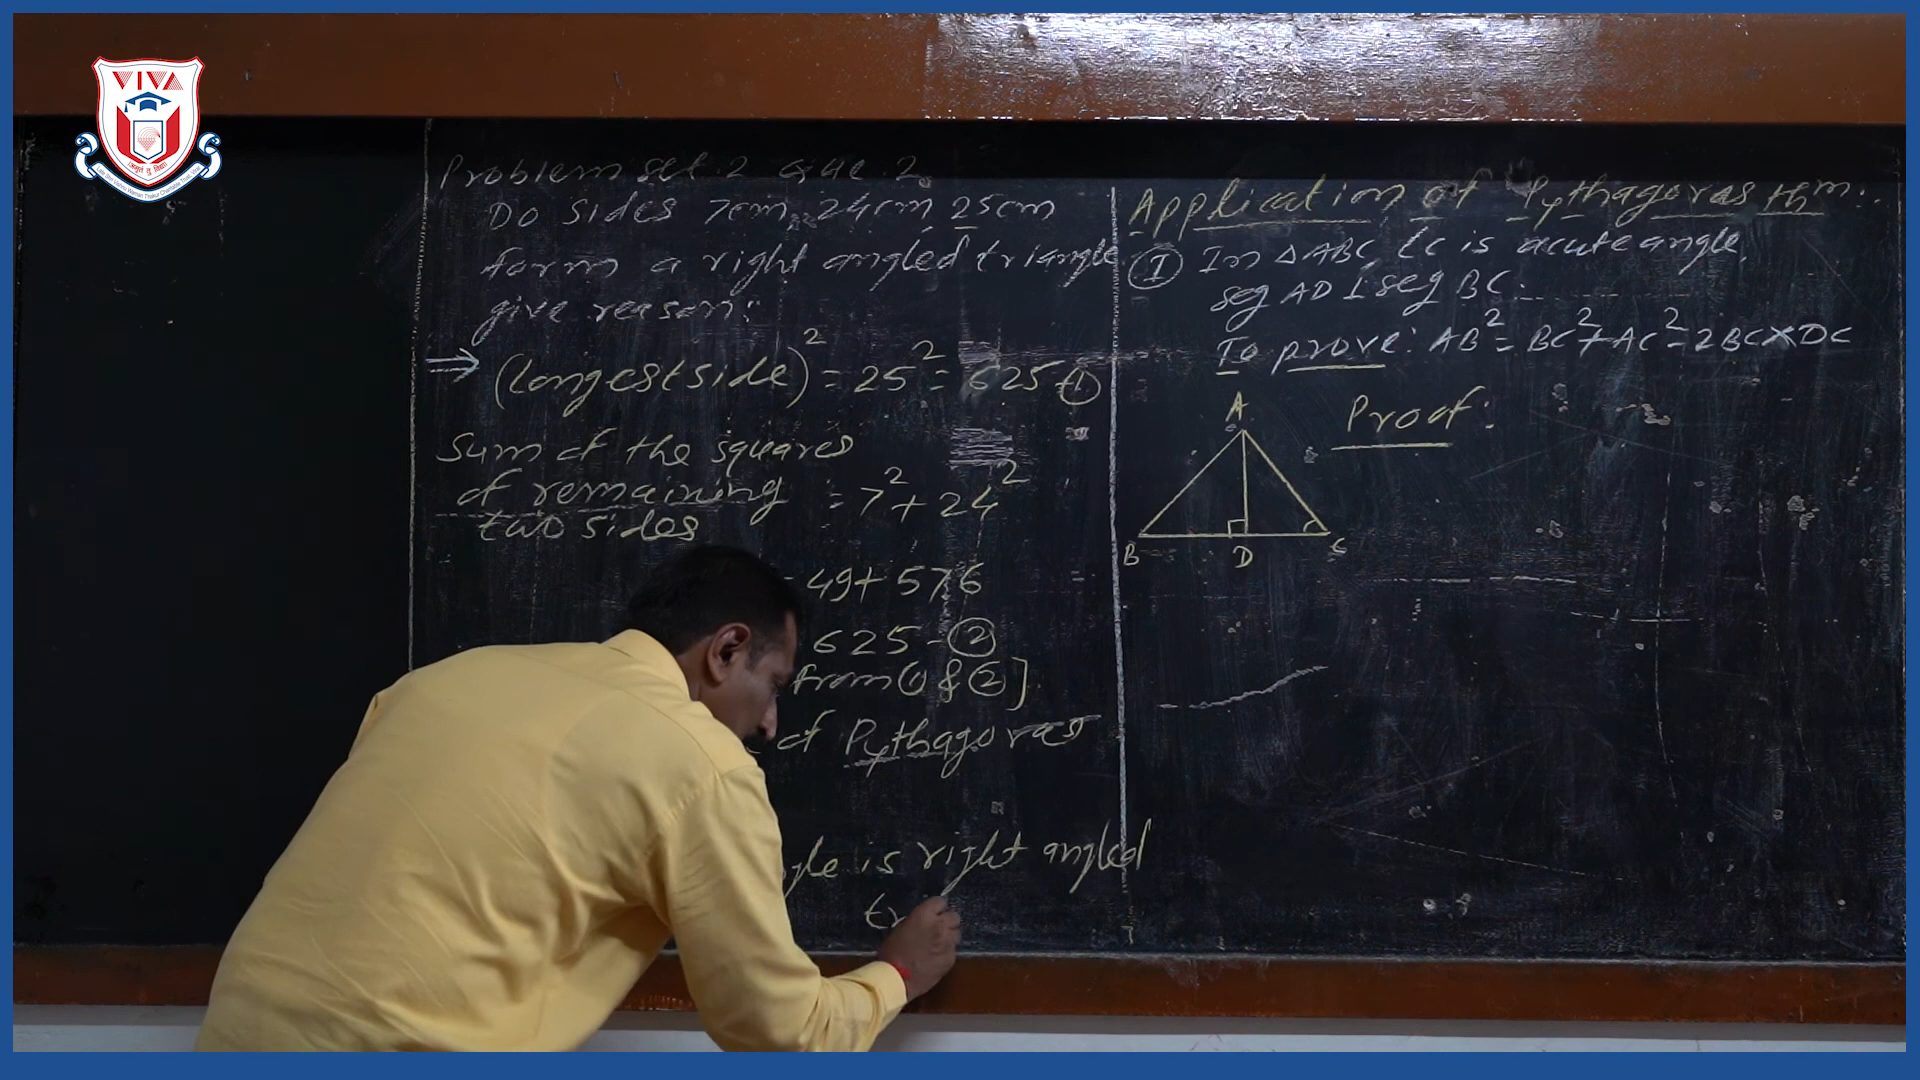 VIVA
Problem set. 2 Que. 2
Do sides 7cm, 24cm, 25cm
form a right angled triangle
give reason:
⇒ (Longest side)² = 25² = 625 - ①
Sum of the squares
of remaining
two sides
= 7² + 24²
- 49 + 576
625 - ②
from ① & ②]
of Pythagoras
gle is right angled
tr
Application of Pythagoras thm:.
Ⓘ In △ABC, ∠C is acute angle,
seg AD ⊥ seg BC.
To prove: AB² = BC² + AC² - 2BC × DC
Proof:
A
B
D
C